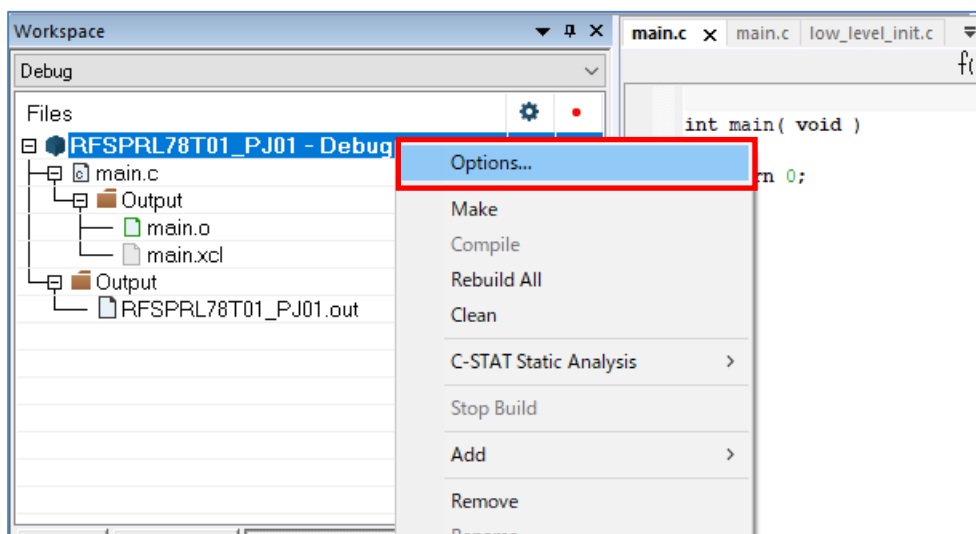 Workspace
Debug
Files
RFSPRL78T01_PJ01 - Debug
main.c
Output
main.o
main.xcl
Output
RFSPRL78T01_PJ01.out
Options...
Make
Compile
Rebuild All
Clean
C-STAT Static Analysis
Stop Build
Add
Remove
main.c main.c low_level_init.c
int main( void )
0;